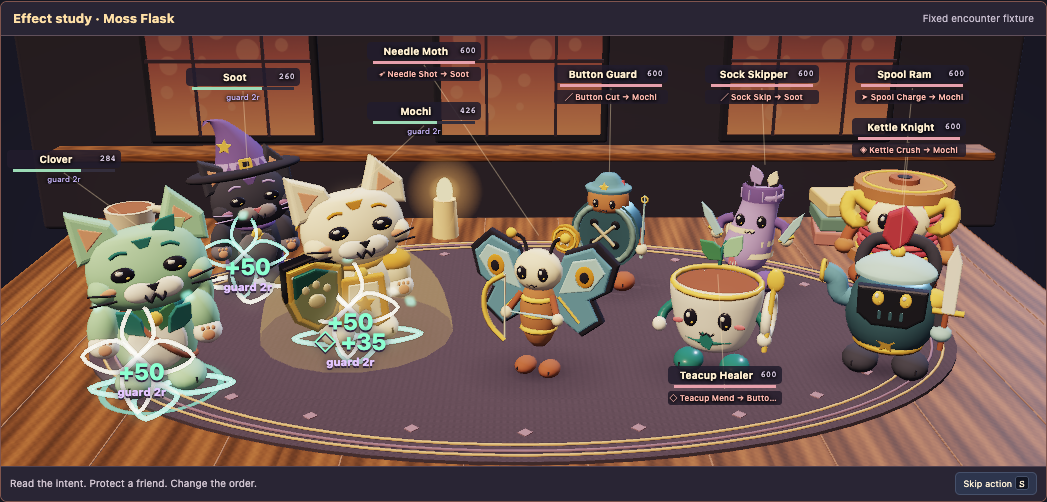 Effect study · Moss Flask
Fixed encounter fixture
Needle Moth 600
Needle Shot → Soot
Soot 260
guard 2r
Button Guard 600
Button Cut → Mochi
Sock Skipper 600
Sock Skip → Soot
Spool Ram 600
Spool Charge → Mochi
Mochi 426
guard 2r
Kettle Knight 600
Kettle Crush → Mochi
Clover 284
guard 2r
+50
guard 2r
+50
+35
guard 2r
+50
guard 2r
Teacup Healer 600
Teacup Mend → Butto...
Read the intent. Protect a friend. Change the order.
Skip action S